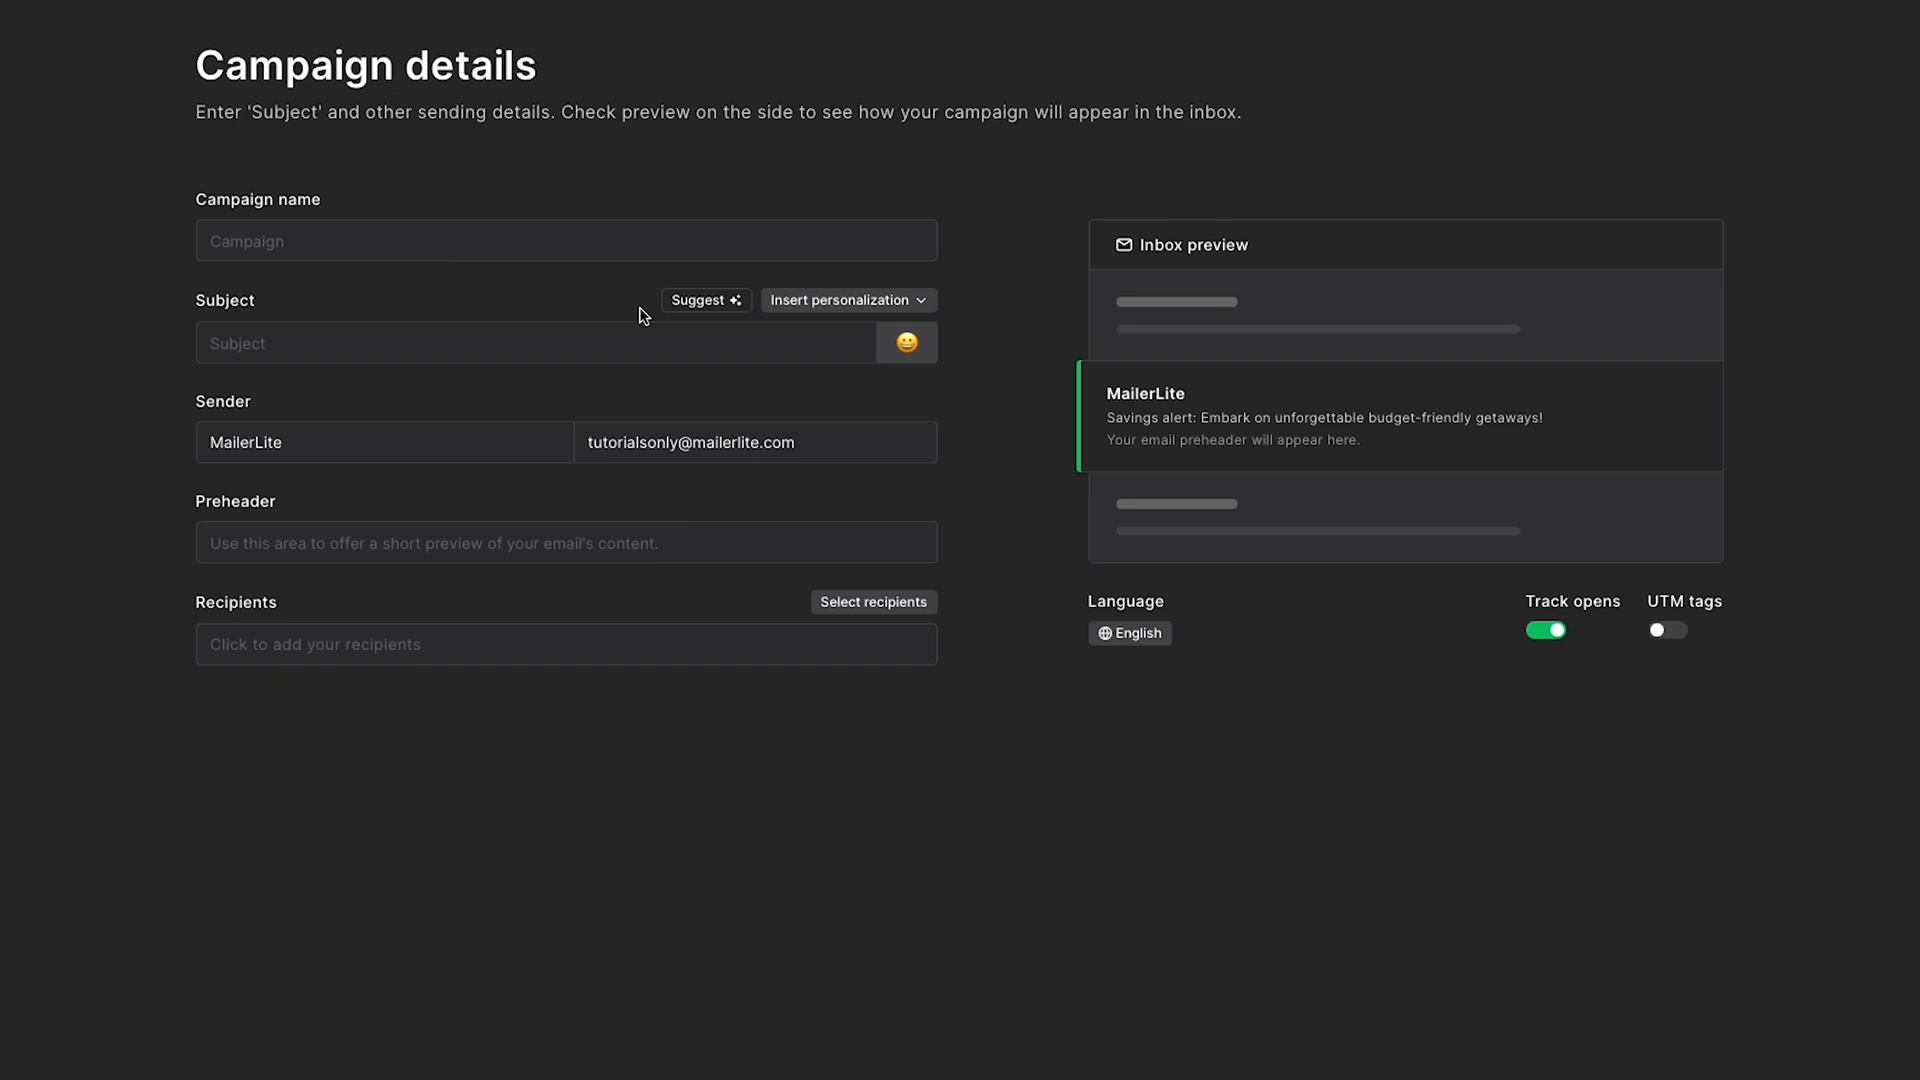 Campaign details
Enter 'Subject' and other sending details. Check preview on the side to see how your campaign will appear in the inbox.
Campaign name
Campaign
Subject
Suggest
Insert personalization
Subject
Sender
MailerLite
tutorialsonly@mailerlite.com
Preheader
Use this area to offer a short preview of your email's content.
Recipients
Select recipients
Click to add your recipients
Inbox preview
MailerLite
Savings alert: Embark on unforgettable budget-friendly getaways!
Your email preheader will appear here.
Language
English
Track opens
UTM tags